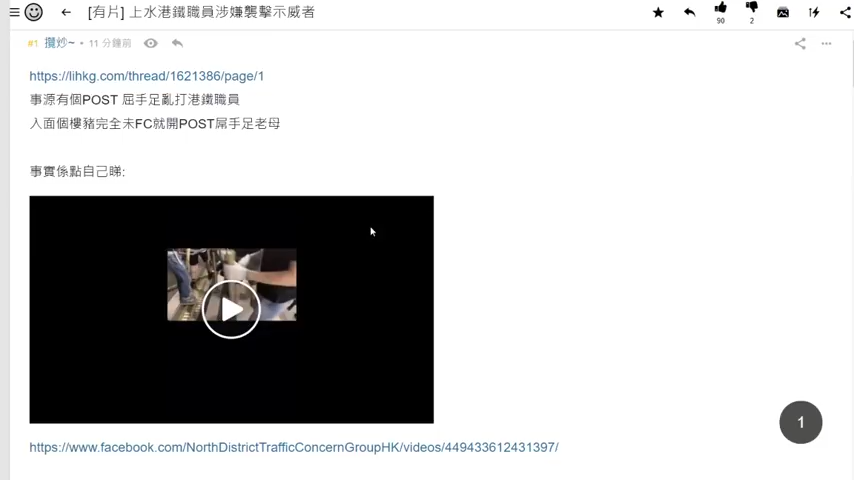 [有片] 上水港鐵職員涉嫌襲擊示威者
90
2
#1 攬炒~ • 11 分鐘前
https://lihkg.com/thread/1621386/page/1
事源有個POST 屈手足亂打港鐵職員
入面個樓豬完全未FC就開POST屌手足老母
事實係點自己睇:
https://www.facebook.com/NorthDistrictTrafficConcernGroupHK/videos/449433612431397/
1